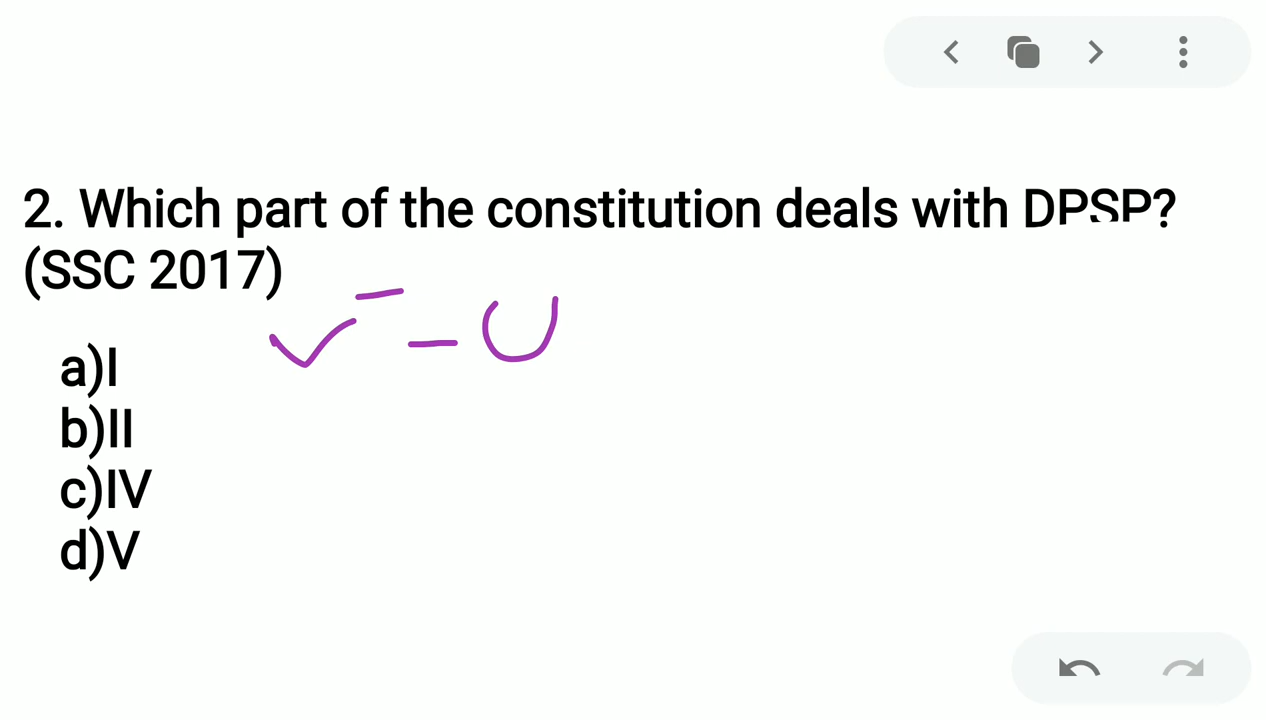 2. Which part of the constitution deals with DPSP?
(SSC 2017)
a)I
b)II
c)IV
d)V